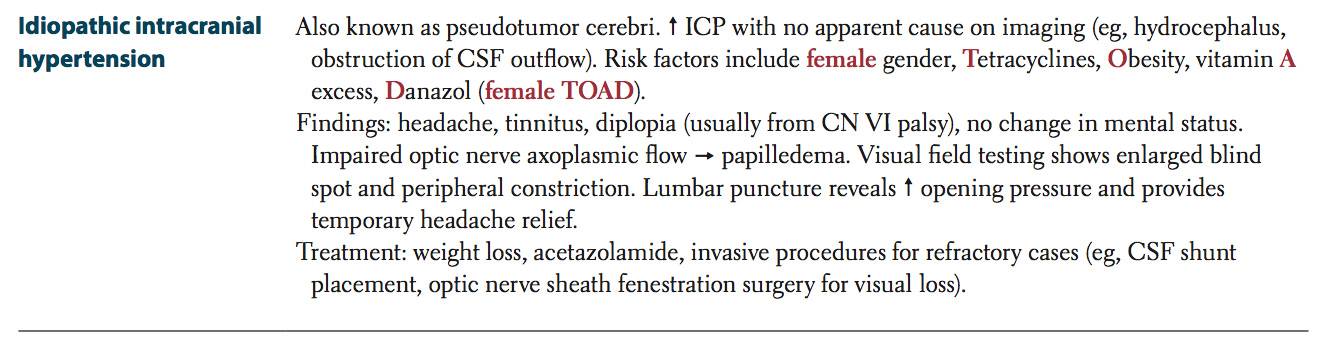 Idiopathic intracranial
hypertension
Also known as pseudotumor cerebri. ↑ ICP with no apparent cause on imaging (eg, hydrocephalus,
obstruction of CSF outflow). Risk factors include female gender, Tetracyclines, Obesity, vitamin A
excess, Danazol (female TOAD).
Findings: headache, tinnitus, diplopia (usually from CN VI palsy), no change in mental status.
Impaired optic nerve axoplasmic flow → papilledema. Visual field testing shows enlarged blind
spot and peripheral constriction. Lumbar puncture reveals ↑ opening pressure and provides
temporary headache relief.
Treatment: weight loss, acetazolamide, invasive procedures for refractory cases (eg, CSF shunt
placement, optic nerve sheath fenestration surgery for visual loss).